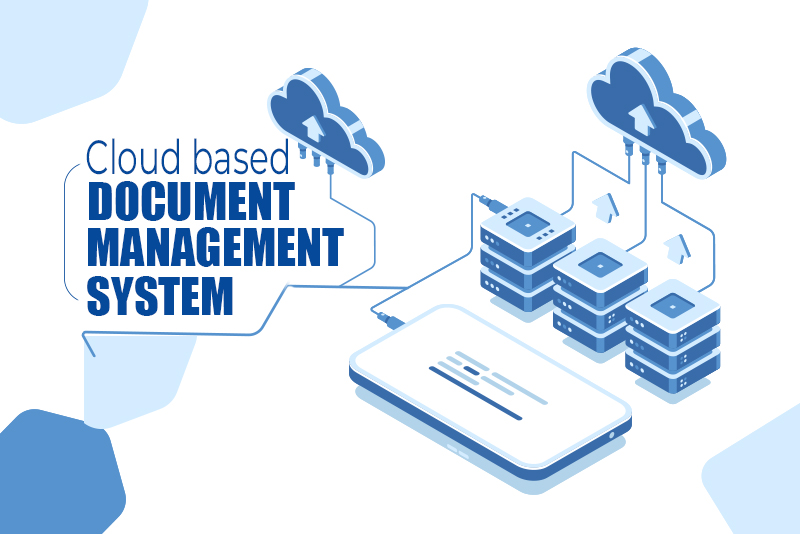 Cloud based
DOCUMENT
MANAGEMENT
SYSTEM